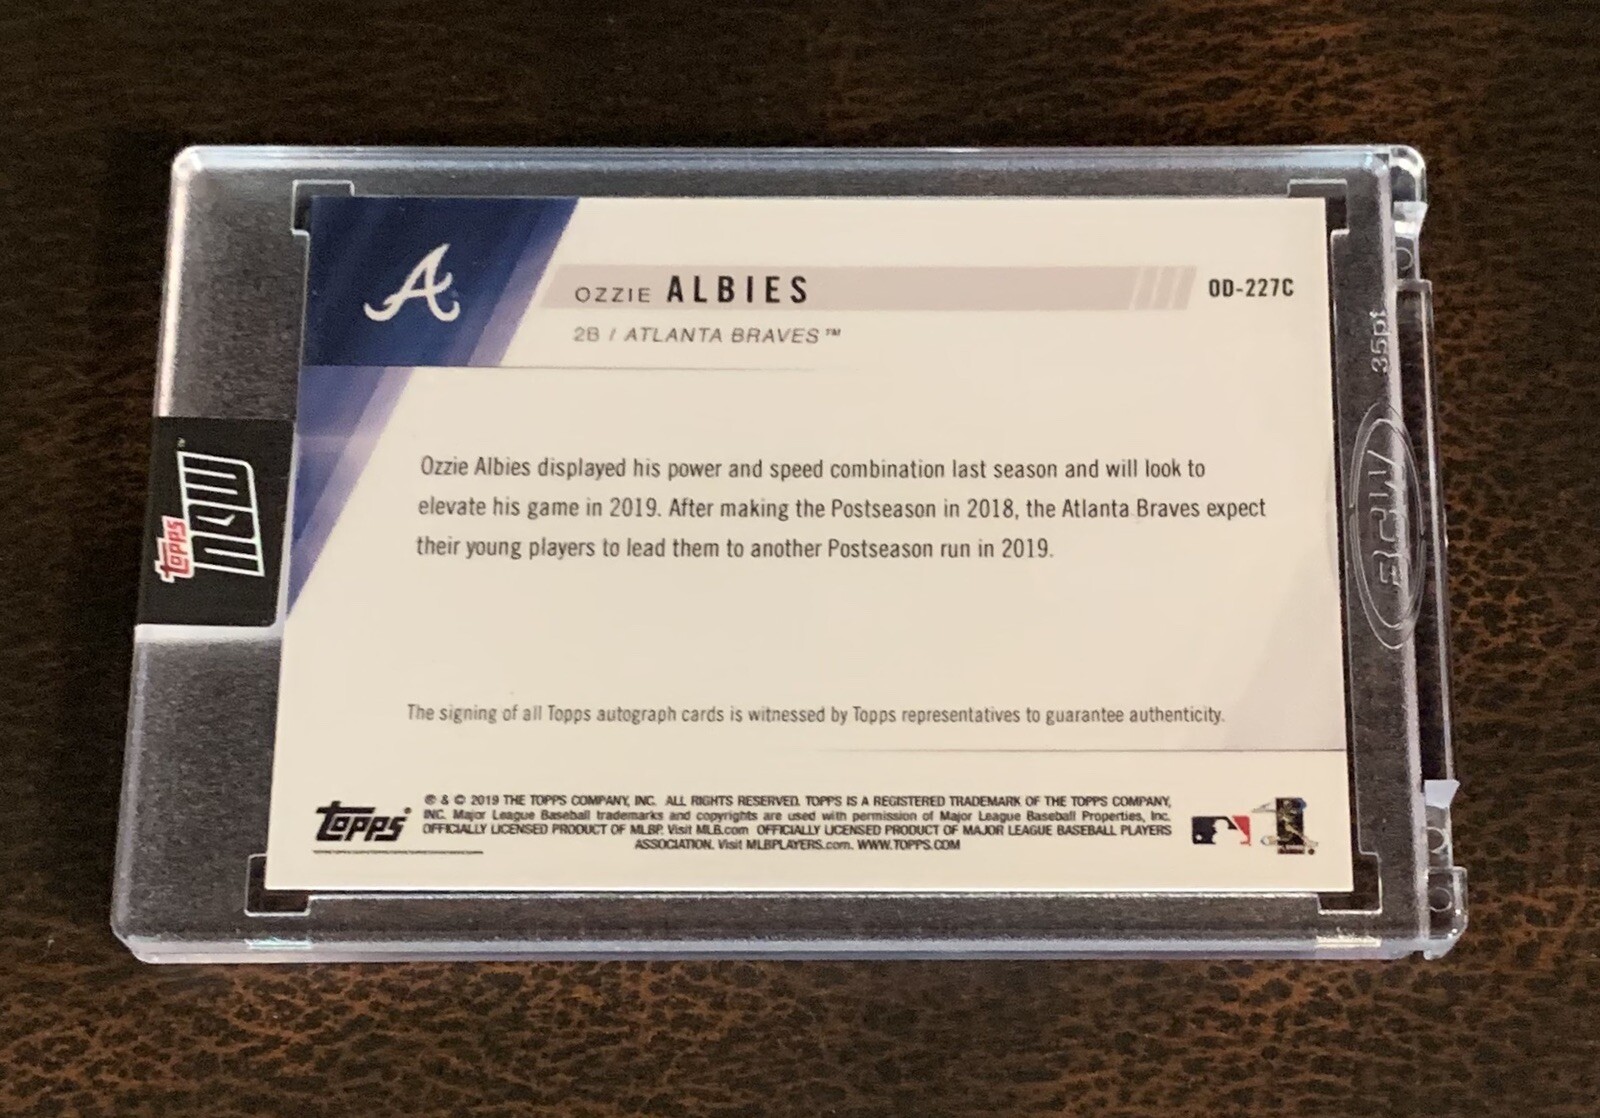 A
OZZIE ALBIES
OD-227C
2B / ATLANTA BRAVES™
Ozzie Albies displayed his power and speed combination last season and will look to
elevate his game in 2019. After making the Postseason in 2018, the Atlanta Braves expect
their young players to lead them to another Postseason run in 2019.
The signing of all Topps autograph cards is witnessed by Topps representatives to guarantee authenticity.
Topps®
® & © 2019 THE TOPPS COMPANY, INC. ALL RIGHTS RESERVED. TOPPS IS A REGISTERED TRADEMARK OF THE TOPPS COMPANY,
INC. Major League Baseball trademarks and copyrights are used with permission of Major League Baseball Properties, Inc.
OFFICIALLY LICENSED PRODUCT OF MLBP. Visit MLB.com OFFICIALLY LICENSED PRODUCT OF MAJOR LEAGUE BASEBALL PLAYERS
ASSOCIATION. Visit MLBPLAYERS.com. WWW.TOPPS.COM
Topps
NOW™
35pt
BCW